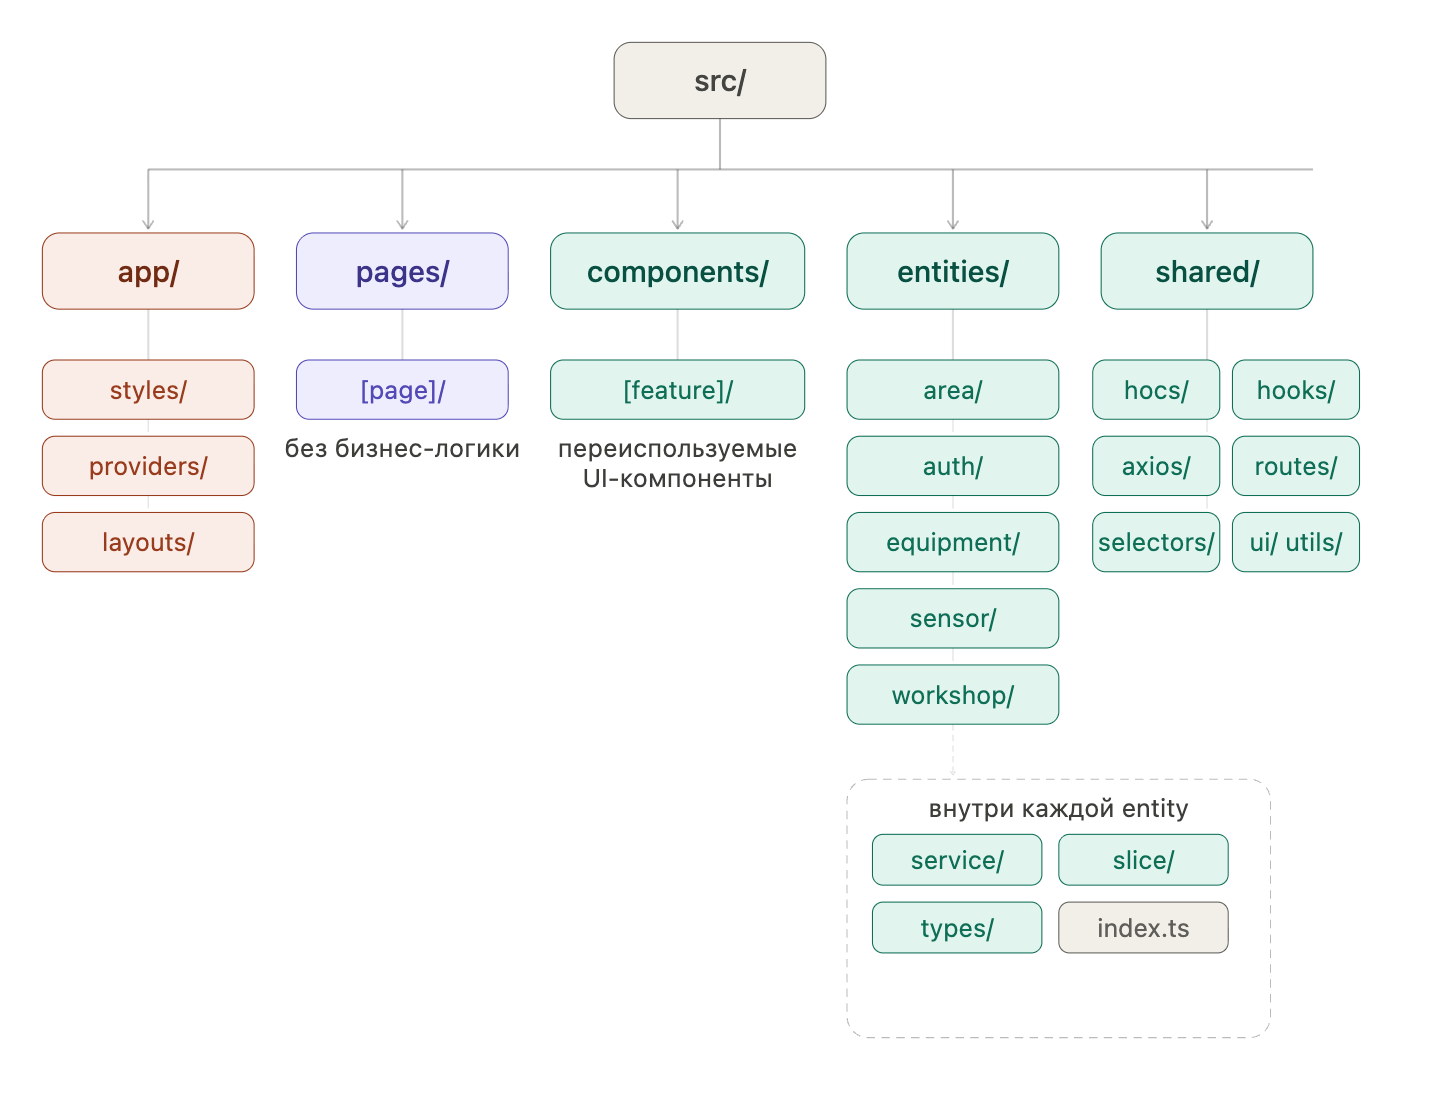 src/
app/
pages/
components/
entities/
shared/
styles/
[page]/
[feature]/
area/
hocs/
hooks/
без бизнес-логики
переиспользуемые
UI-компоненты
providers/
auth/
axios/
routes/
layouts/
equipment/
selectors/
ui/ utils/
sensor/
workshop/
внутри каждой entity
service/
slice/
types/
index.ts